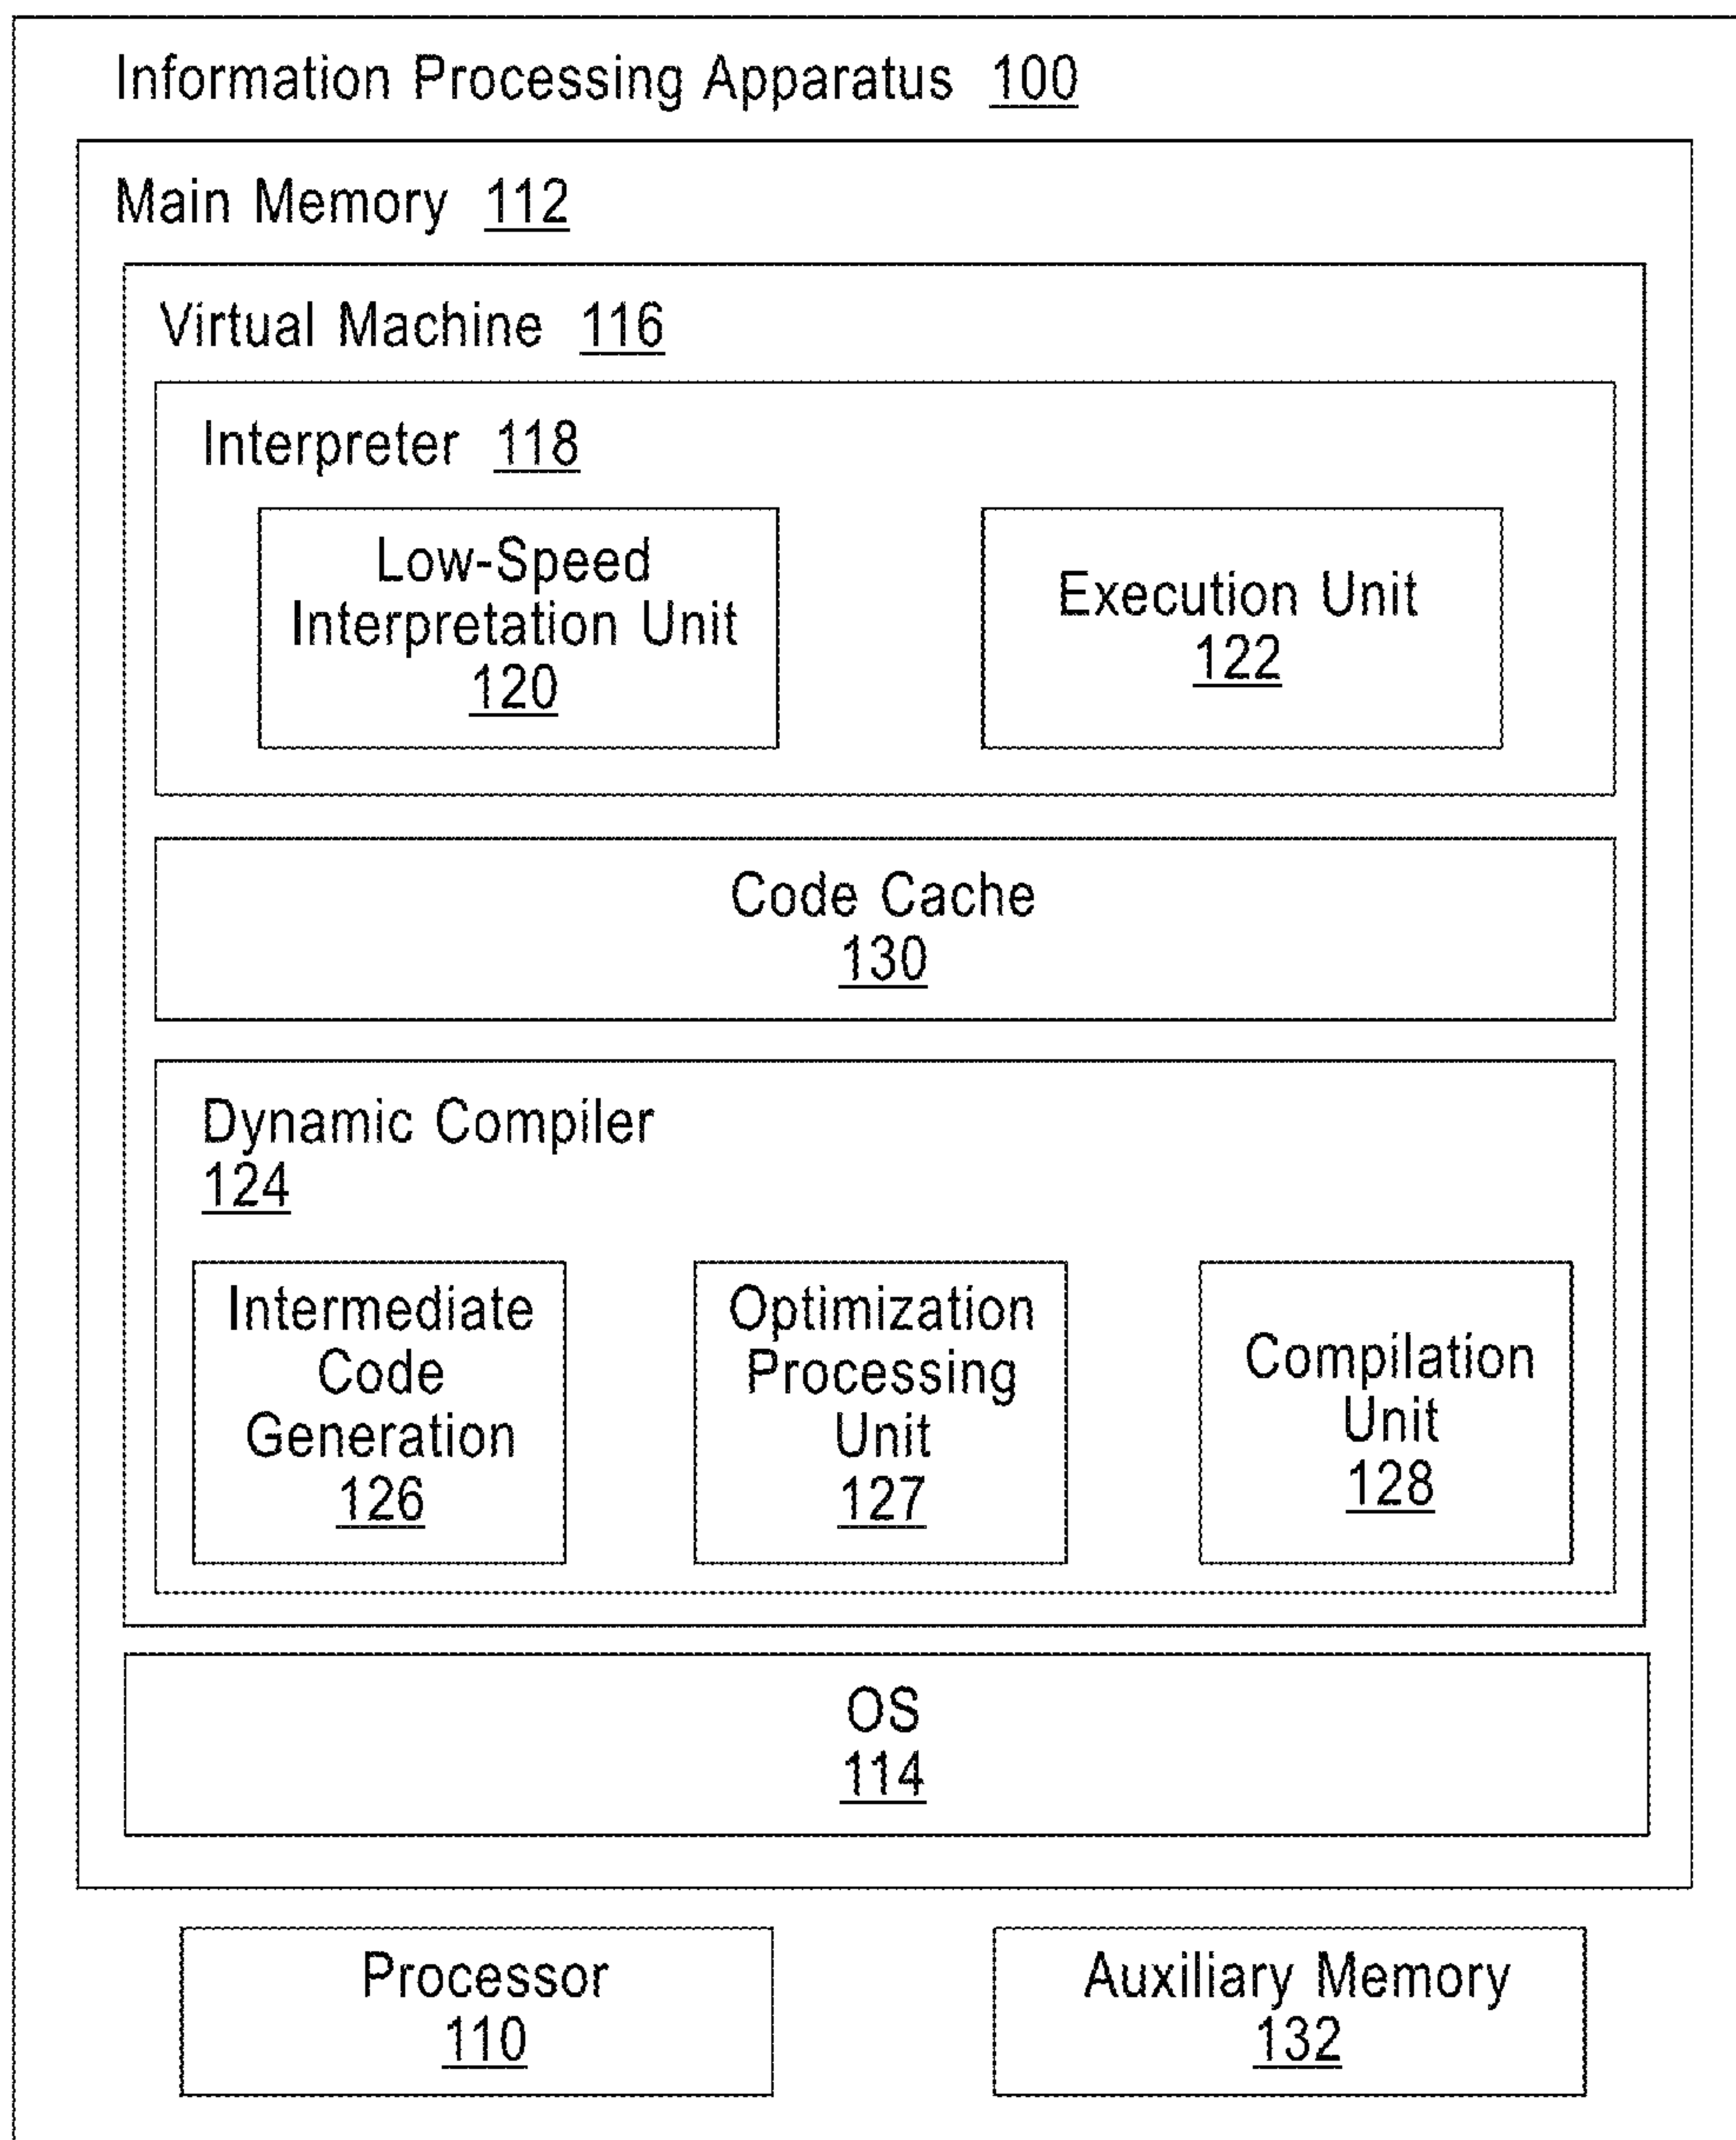 Information Processing Apparatus 100
Main Memory 112
Virtual Machine 116
Interpreter 118
Low-Speed
Interpretation Unit
120
Execution Unit
122
Code Cache
130
Dynamic Compiler
124
Intermediate
Code
Generation
126
Optimization
Processing
Unit
127
Compilation
Unit
128
OS
114
Processor
110
Auxiliary Memory
132